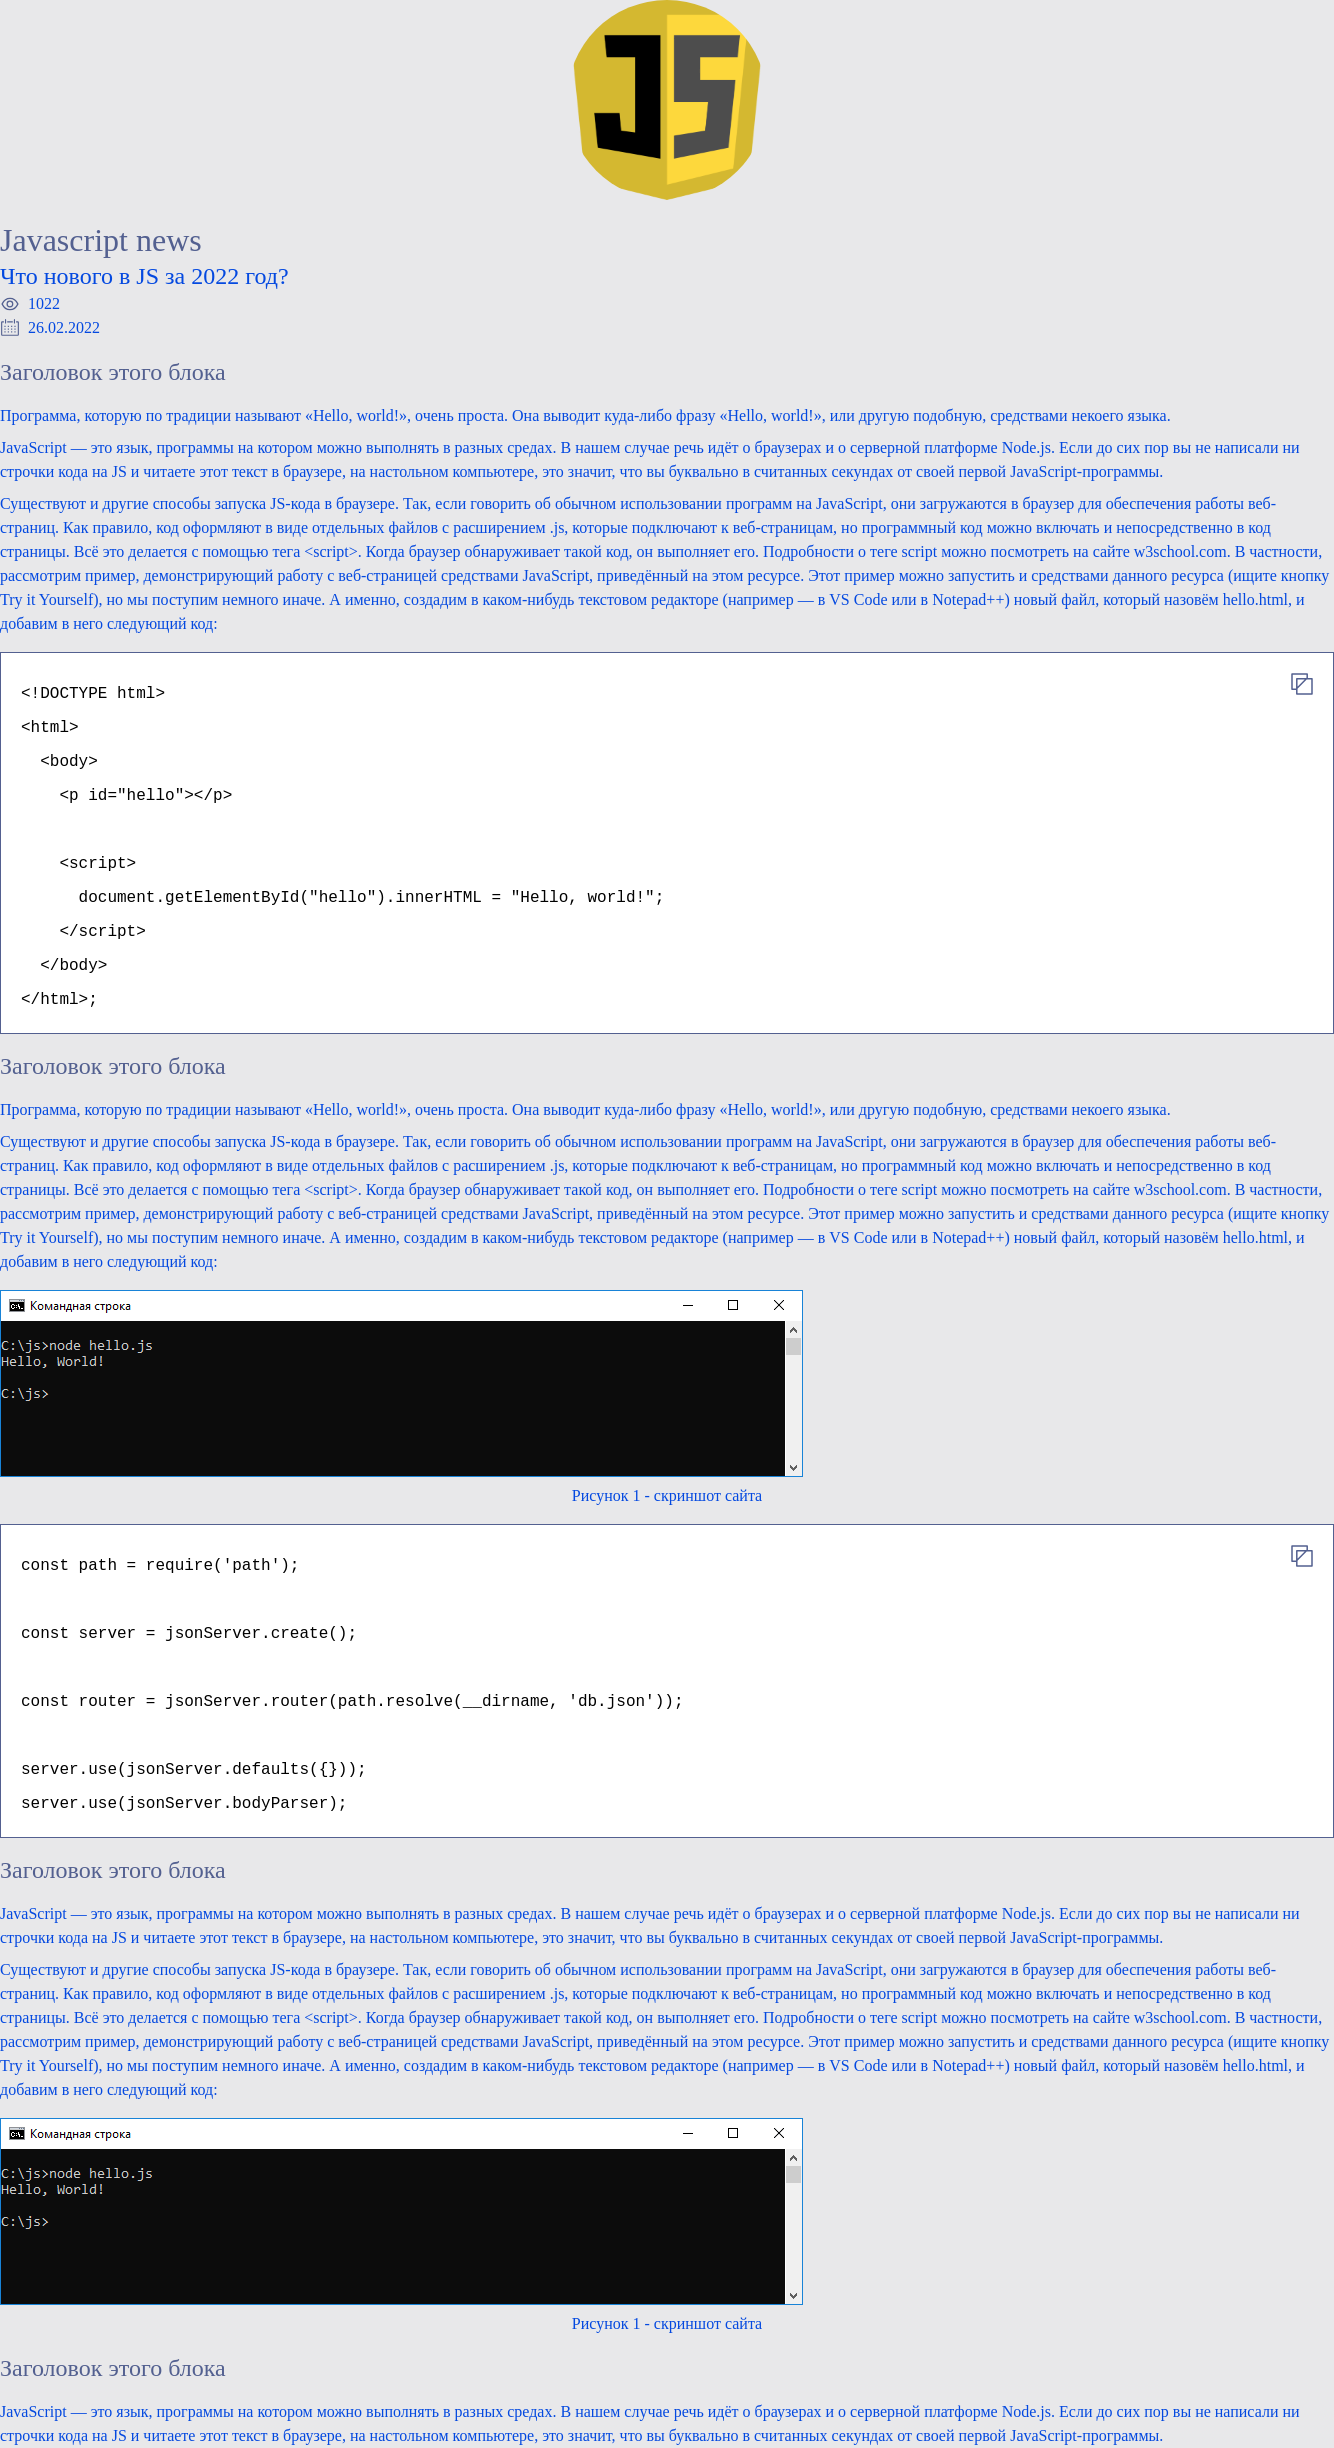 JS
Javascript news
Что нового в JS за 2022 год?
1022
26.02.2022
Заголовок этого блока
Программа, которую по традиции называют «Hello, world!», очень проста. Она выводит куда-либо фразу «Hello, world!», или другую подобную, средствами некоего языка.
JavaScript — это язык, программы на котором можно выполнять в разных средах. В нашем случае речь идёт о браузерах и о серверной платформе Node.js. Если до сих пор вы не написали ни
строчки кода на JS и читаете этот текст в браузере, на настольном компьютере, это значит, что вы буквально в считанных секундах от своей первой JavaScript-программы.
Существуют и другие способы запуска JS-кода в браузере. Так, если говорить об обычном использовании программ на JavaScript, они загружаются в браузер для обеспечения работы веб-
страниц. Как правило, код оформляют в виде отдельных файлов с расширением .js, которые подключают к веб-страницам, но программный код можно включать и непосредственно в код
страницы. Всё это делается с помощью тега <script>. Когда браузер обнаруживает такой код, он выполняет его. Подробности о теге script можно посмотреть на сайте w3school.com. В частности,
рассмотрим пример, демонстрирующий работу с веб-страницей средствами JavaScript, приведённый на этом ресурсе. Этот пример можно запустить и средствами данного ресурса (ищите кнопку
Try it Yourself), но мы поступим немного иначе. А именно, создадим в каком-нибудь текстовом редакторе (например — в VS Code или в Notepad++) новый файл, который назовём hello.html, и
добавим в него следующий код:
<!DOCTYPE html>
<html>
  <body>
    <p id="hello"></p>
    <script>
      document.getElementById("hello").innerHTML = "Hello, world!";
    </script>
  </body>
</html>;
Заголовок этого блока
Программа, которую по традиции называют «Hello, world!», очень проста. Она выводит куда-либо фразу «Hello, world!», или другую подобную, средствами некоего языка.
Существуют и другие способы запуска JS-кода в браузере. Так, если говорить об обычном использовании программ на JavaScript, они загружаются в браузер для обеспечения работы веб-
страниц. Как правило, код оформляют в виде отдельных файлов с расширением .js, которые подключают к веб-страницам, но программный код можно включать и непосредственно в код
страницы. Всё это делается с помощью тега <script>. Когда браузер обнаруживает такой код, он выполняет его. Подробности о теге script можно посмотреть на сайте w3school.com. В частности,
рассмотрим пример, демонстрирующий работу с веб-страницей средствами JavaScript, приведённый на этом ресурсе. Этот пример можно запустить и средствами данного ресурса (ищите кнопку
Try it Yourself), но мы поступим немного иначе. А именно, создадим в каком-нибудь текстовом редакторе (например — в VS Code или в Notepad++) новый файл, который назовём hello.html, и
добавим в него следующий код:
Командная строка
C:\js>node hello.js
Hello, World!
C:\js>
Рисунок 1 - скриншот сайта
const path = require('path');
const server = jsonServer.create();
const router = jsonServer.router(path.resolve(__dirname, 'db.json'));
server.use(jsonServer.defaults({}));
server.use(jsonServer.bodyParser);
Заголовок этого блока
JavaScript — это язык, программы на котором можно выполнять в разных средах. В нашем случае речь идёт о браузерах и о серверной платформе Node.js. Если до сих пор вы не написали ни
строчки кода на JS и читаете этот текст в браузере, на настольном компьютере, это значит, что вы буквально в считанных секундах от своей первой JavaScript-программы.
Существуют и другие способы запуска JS-кода в браузере. Так, если говорить об обычном использовании программ на JavaScript, они загружаются в браузер для обеспечения работы веб-
страниц. Как правило, код оформляют в виде отдельных файлов с расширением .js, которые подключают к веб-страницам, но программный код можно включать и непосредственно в код
страницы. Всё это делается с помощью тега <script>. Когда браузер обнаруживает такой код, он выполняет его. Подробности о теге script можно посмотреть на сайте w3school.com. В частности,
рассмотрим пример, демонстрирующий работу с веб-страницей средствами JavaScript, приведённый на этом ресурсе. Этот пример можно запустить и средствами данного ресурса (ищите кнопку
Try it Yourself), но мы поступим немного иначе. А именно, создадим в каком-нибудь текстовом редакторе (например — в VS Code или в Notepad++) новый файл, который назовём hello.html, и
добавим в него следующий код:
Командная строка
C:\js>node hello.js
Hello, World!
C:\js>
Рисунок 1 - скриншот сайта
Заголовок этого блока
JavaScript — это язык, программы на котором можно выполнять в разных средах. В нашем случае речь идёт о браузерах и о серверной платформе Node.js. Если до сих пор вы не написали ни
строчки кода на JS и читаете этот текст в браузере, на настольном компьютере, это значит, что вы буквально в считанных секундах от своей первой JavaScript-программы.